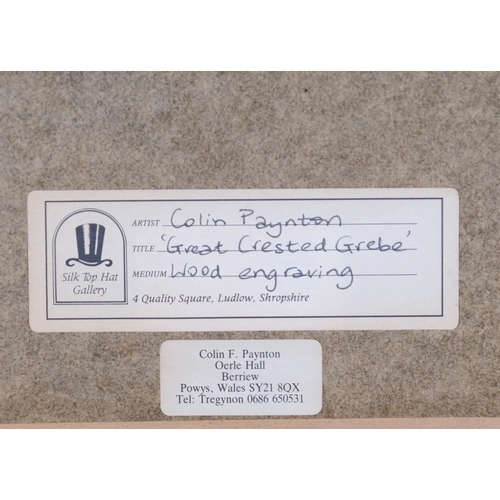 Silk Top Hat
Gallery
ARTIST Colin Paynton
TITLE 'Great Crested Grebe'
MEDIUM Wood engraving
4 Quality Square, Ludlow, Shropshire
Colin F. Paynton
Oerle Hall
Berriew
Powys, Wales SY21 8QX
Tel: Tregynon 0686 650531